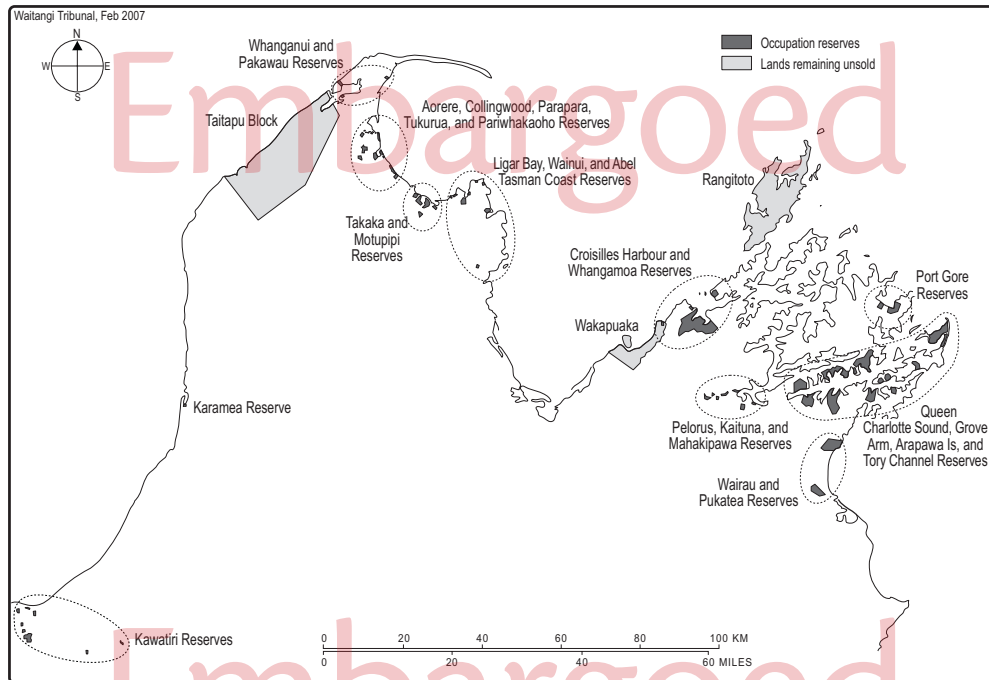 Waitangi Tribunal, Feb 2007
N
W
E
S
Whanganui and
Pakawau Reserves
Occupation reserves
Lands remaining unsold
Embargoed
Taitapu Block
Aorere, Collingwood, Parapara,
Tukurua, and Pariwhakaoho Reserves
Ligar Bay, Wainui, and Abel
Tasman Coast Reserves
Rangitoto
Takaka and
Motupipi
Reserves
Croisilles Harbour and
Whangamoa Reserves
Port Gore
Reserves
Wakapuaka
Karamea Reserve
Pelorus, Kaituna, and
Mahakipawa Reserves
Queen
Charlotte Sound, Grove
Arm, Arapawa Is, and
Tory Channel Reserves
Wairau and
Pukatea Reserves
Kawatiri Reserves
0 20 40 60 80 100 KM
0 20 40 60 MILES
Embargoed